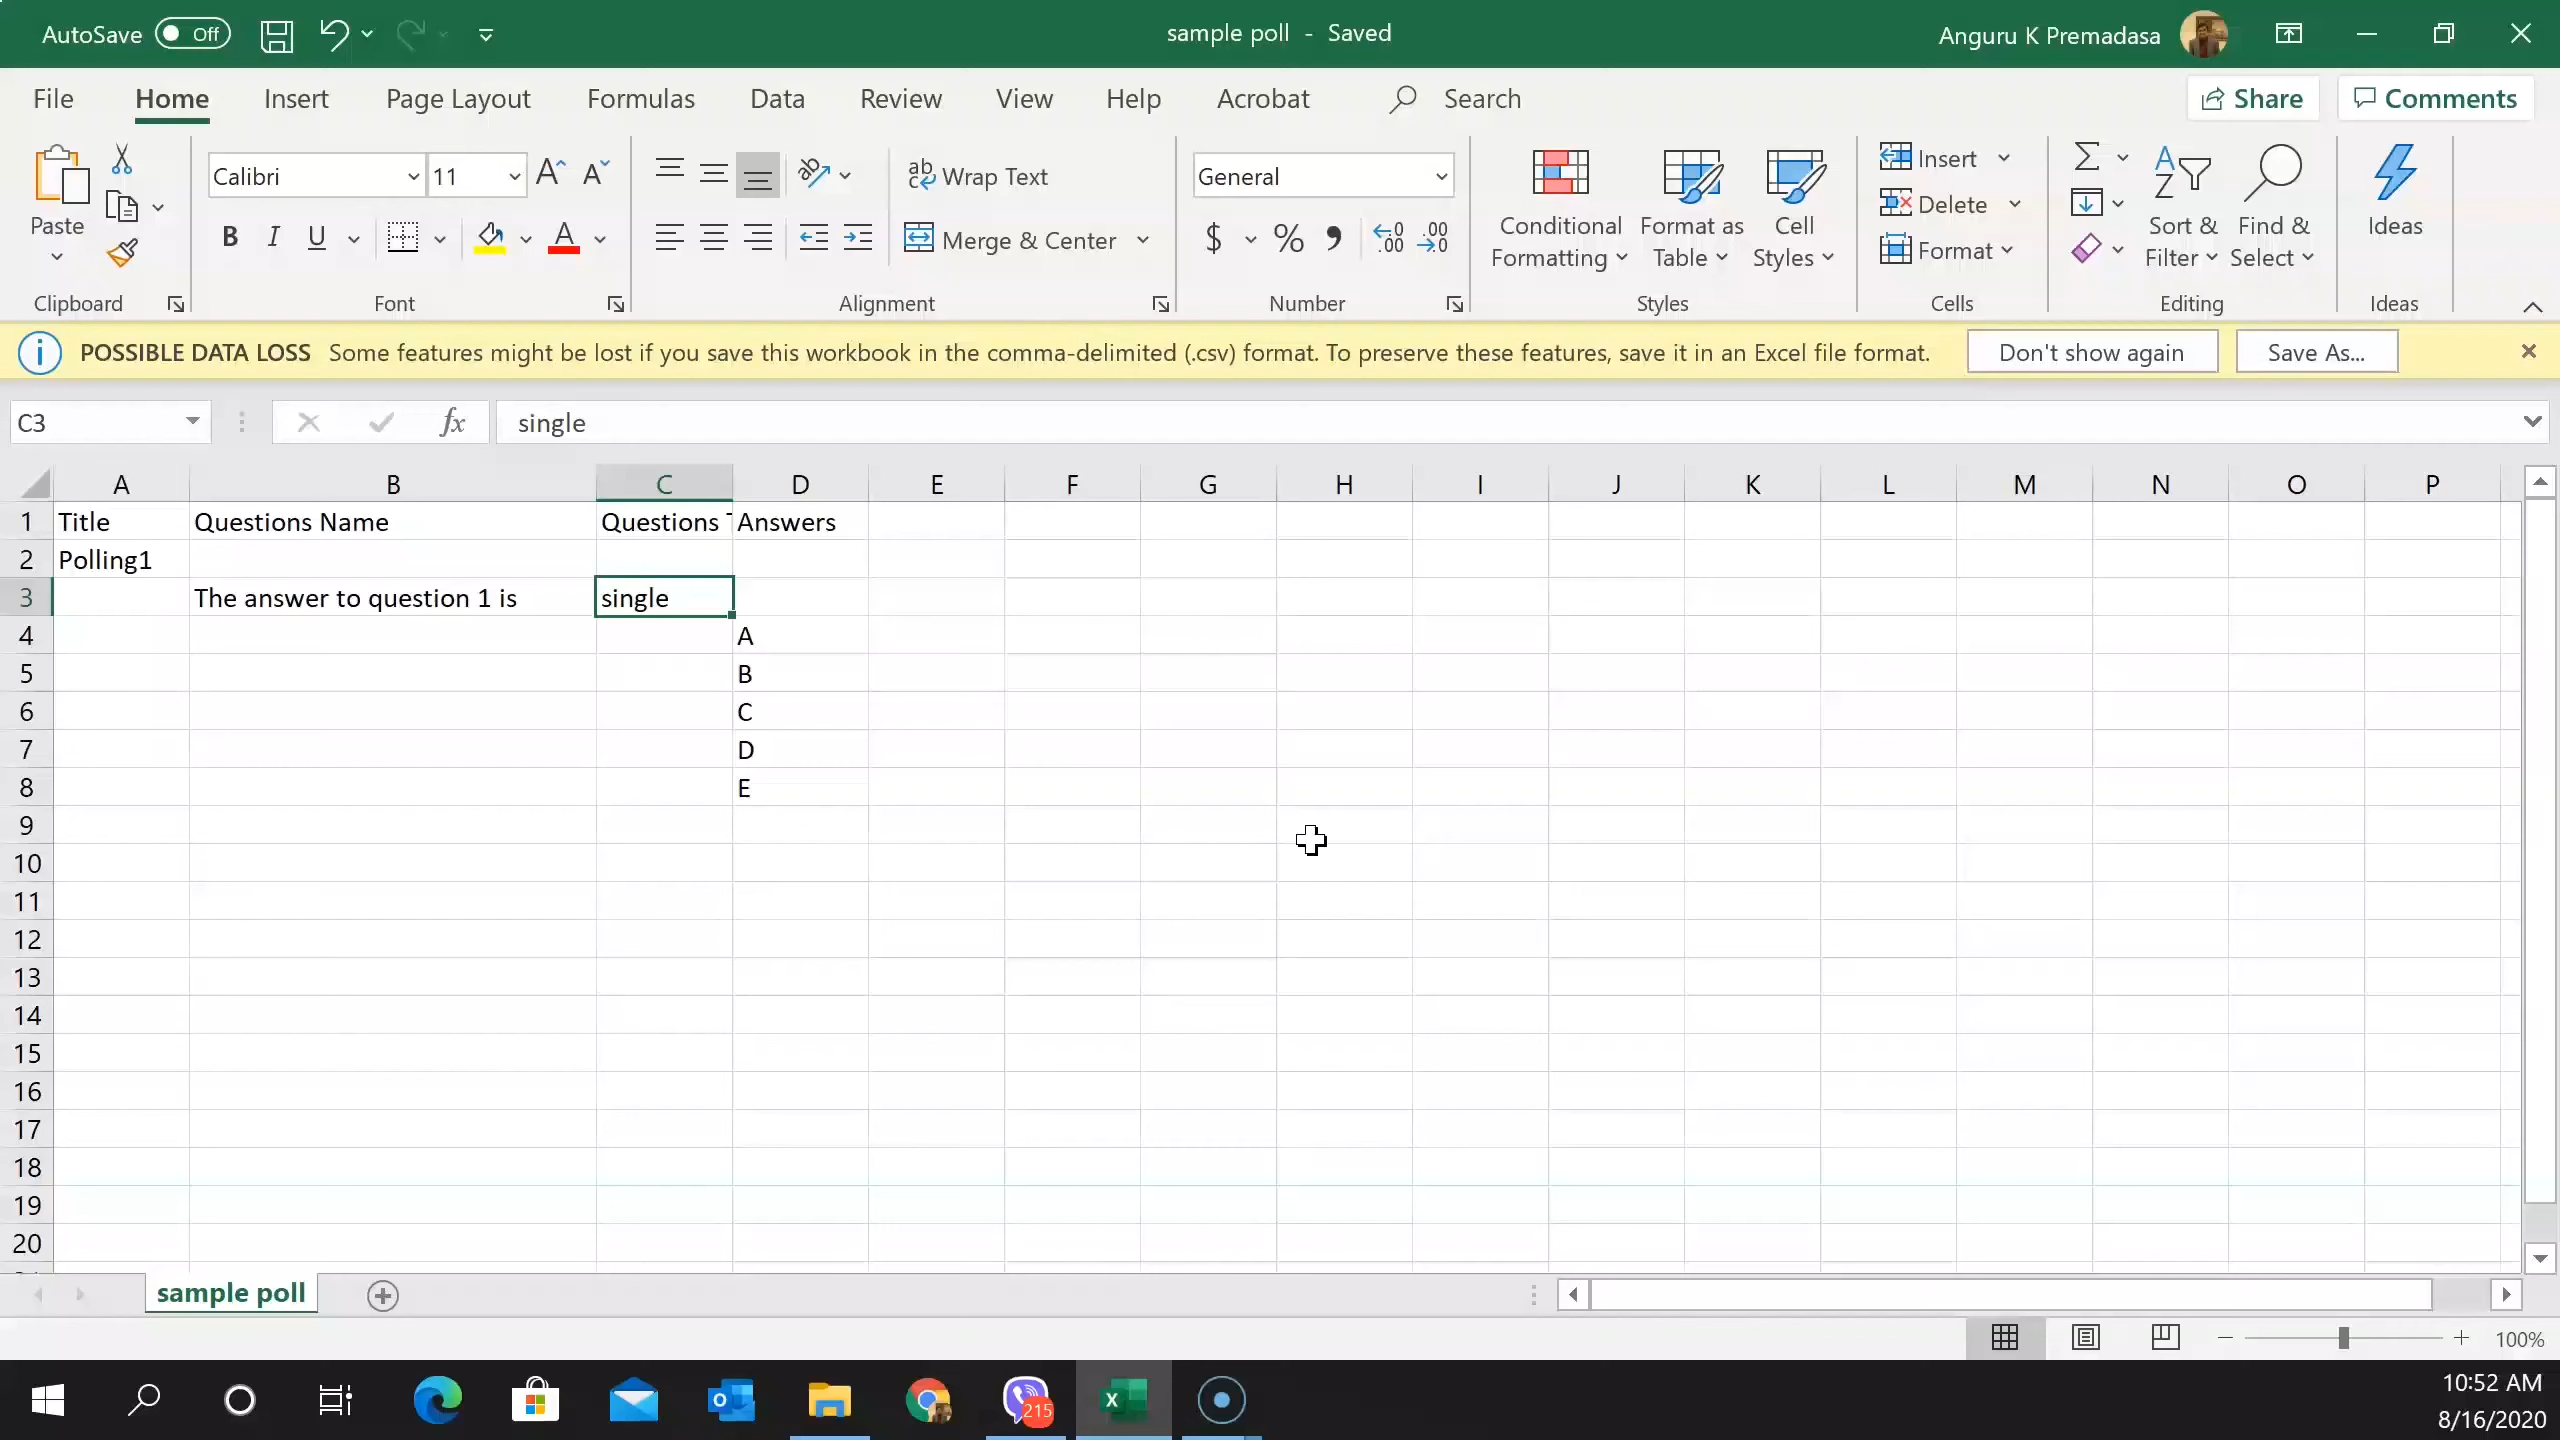 AutoSave Off sample poll - Saved Anguru K Premadasa
File Home Insert Page Layout Formulas Data Review View Help Acrobat Search Share Comments
Paste Calibri 11 Wrap Text General Conditional Formatting Format as Table Cell Styles Insert Sort & Filter Find & Select Ideas
B I U A Merge & Center $ % Delete
Format
Clipboard Font Alignment Number Styles Cells Editing Ideas
POSSIBLE DATA LOSS Some features might be lost if you save this workbook in the comma-delimited (.csv) format. To preserve these features, save it in an Excel file format. Don't show again Save As...
C3 fx single
A B C D E F G H I J K L M N O P
1 Title Questions Name Questions Answers
2 Polling1
3 The answer to question 1 is single
4 A
5 B
6 C
7 D
8 E
9
10
11
12
13
14
15
16
17
18
19
20
sample poll
100%
215
10:52 AM
8/16/2020